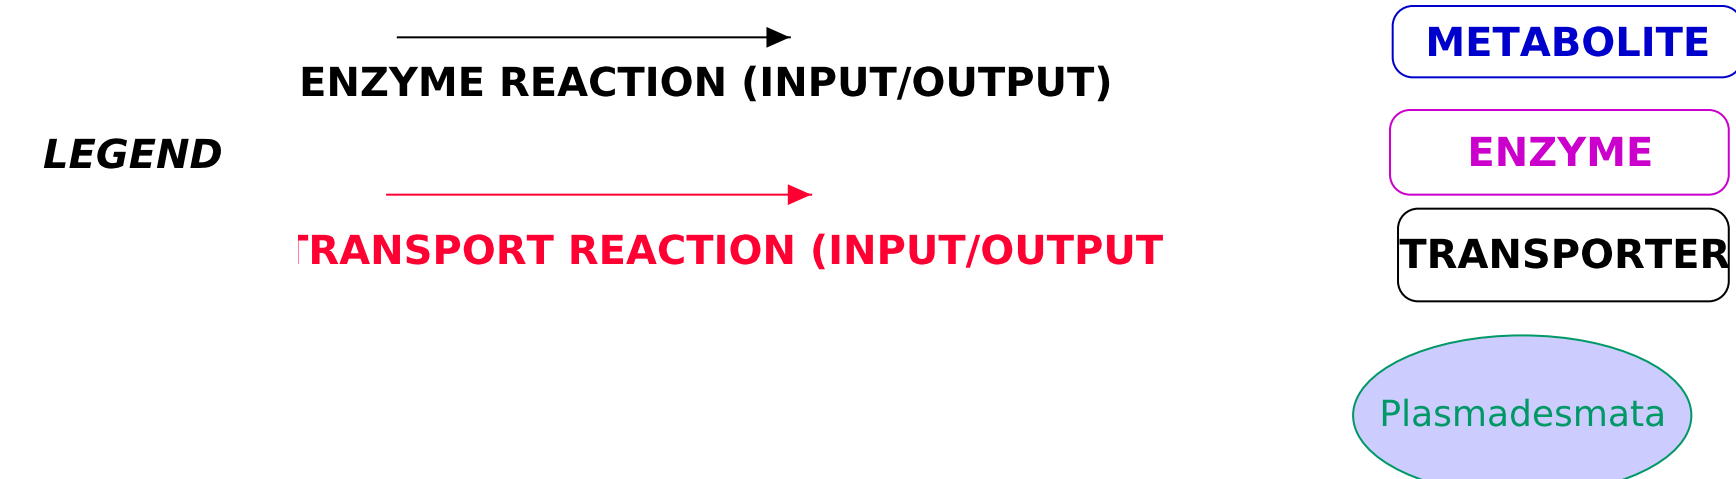 METABOLITE
ENZYME REACTION (INPUT/OUTPUT)
LEGEND
ENZYME
TRANSPORT REACTION (INPUT/OUTPUT
TRANSPORTER
Plasmadesmata